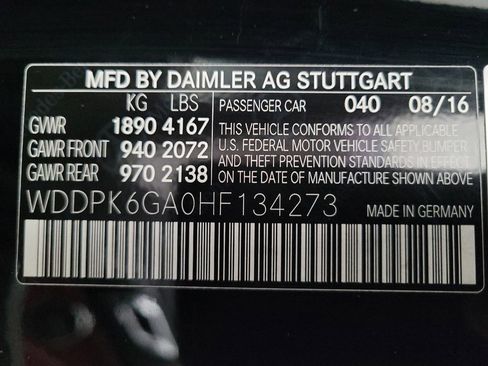 MFD BY DAIMLER AG STUTTGART
KG LBS PASSENGER CAR 040 08/16
GWR 1890 4167 THIS VEHICLE CONFORMS TO ALL APPLICABLE
GAWR FRONT 940 2072 U.S. FEDERAL MOTOR VEHICLE SAFETY, BUMPER
AND THEFT PREVENTION STANDARDS IN EFFECT
GAWR REAR 970 2138 ON THE DATE OF MANUFACTURE SHOWN ABOVE
WDDPK6GA0HF134273 MADE IN GERMANY